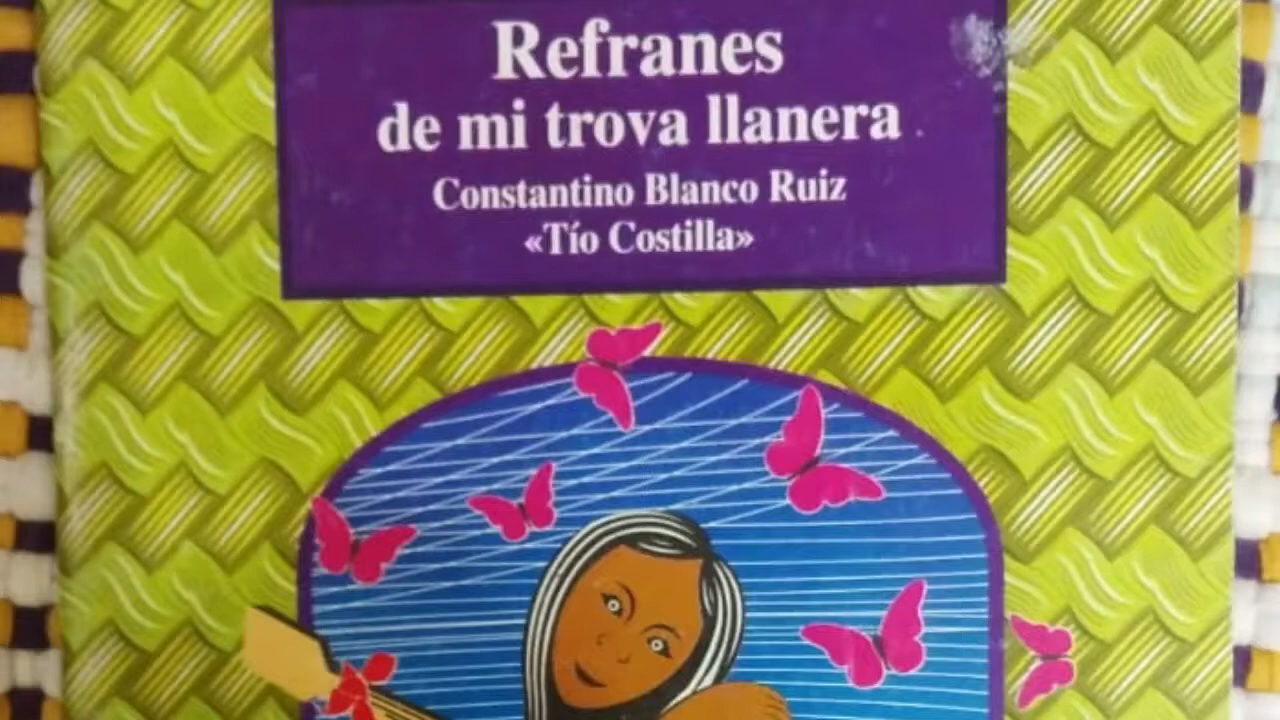 Refranes
de mi trova llanera
Constantino Blanco Ruiz
«Tío Costilla»